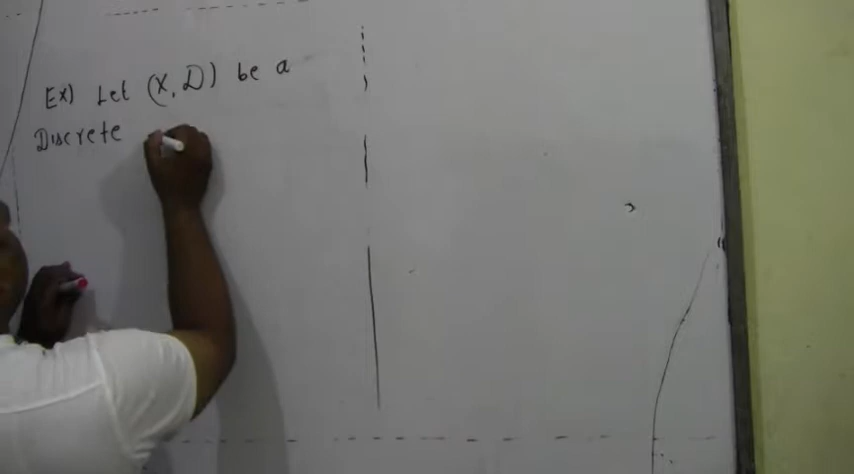 Ex) Let (X, D) be a
Discrete